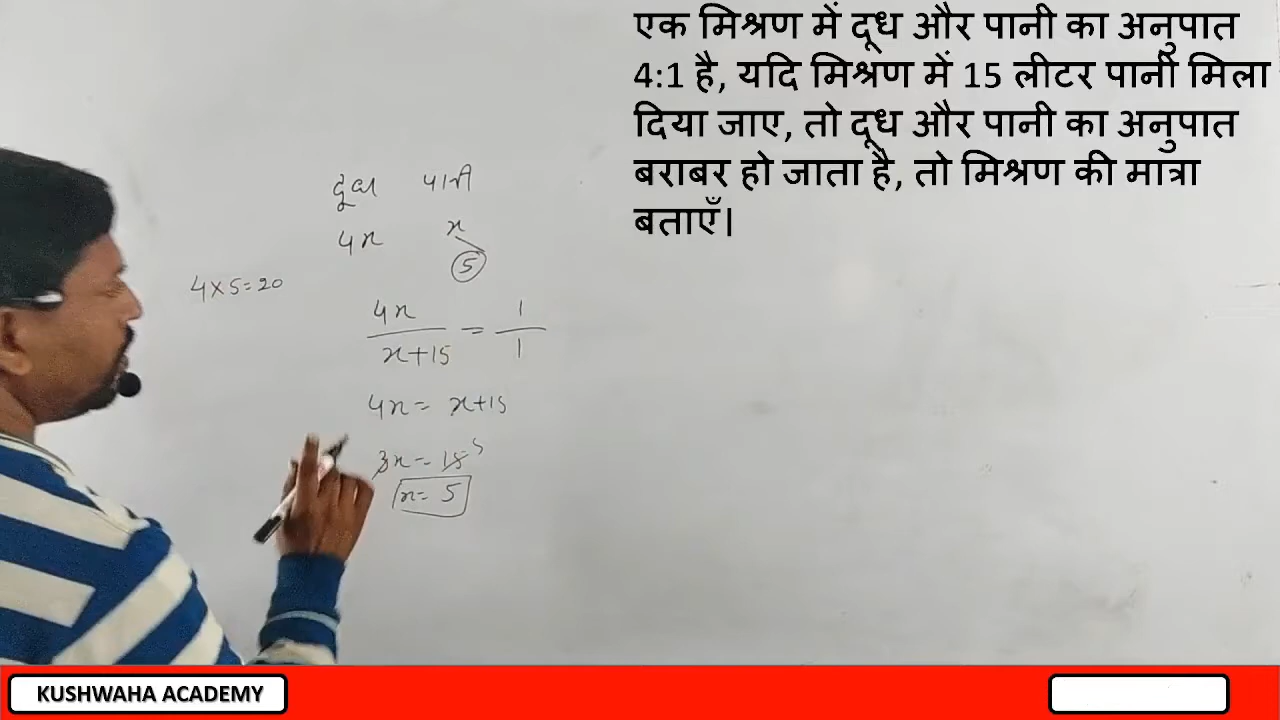 एक मिश्रण में दूध और पानी का अनुपात
4:1 है, यदि मिश्रण में 15 लीटर पानी मिला
दिया जाए, तो दूध और पानी का अनुपात
बराबर हो जाता है, तो मिश्रण की मात्रा
बताएँ।
दूध पानी
4x x
5
4×5=20
4x/x+15 = 1/1
4x = x+15
3x = 15 5
x= 5
KUSHWAHA ACADEMY